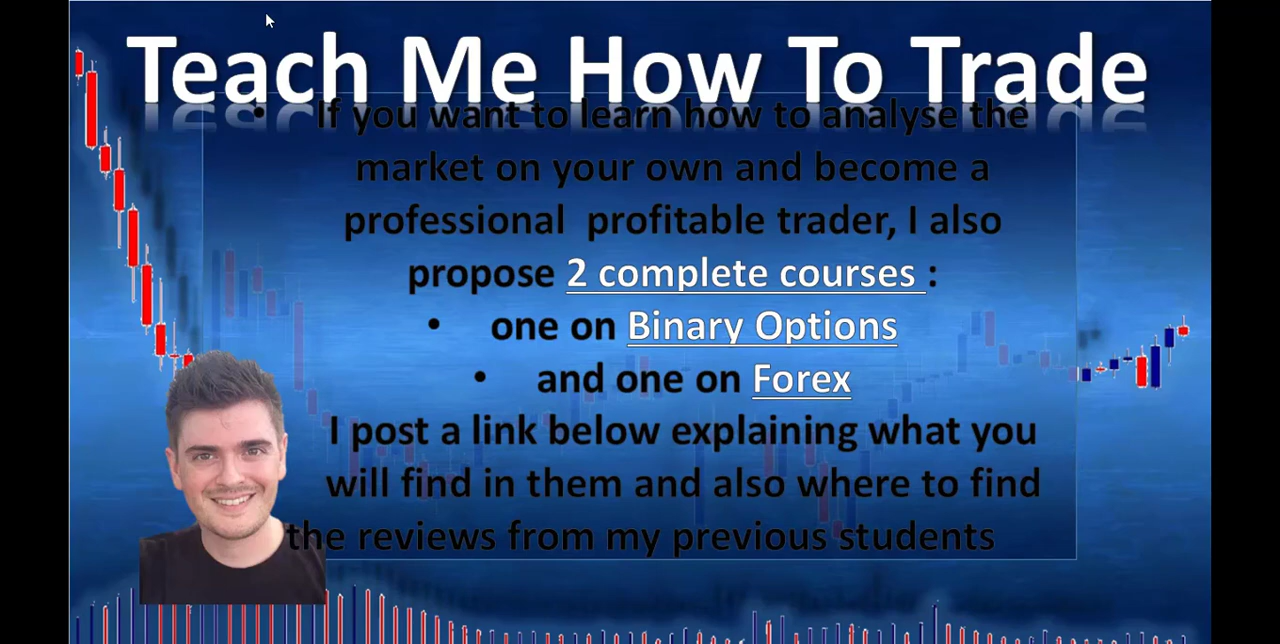 Teach Me How To Trade
• If you want to learn how to analyse the
market on your own and become a
professional  profitable trader, I also
propose 2 complete courses :
• one on Binary Options
• and one on Forex
I post a link below explaining what you
will find in them and also where to find
the reviews from my previous students